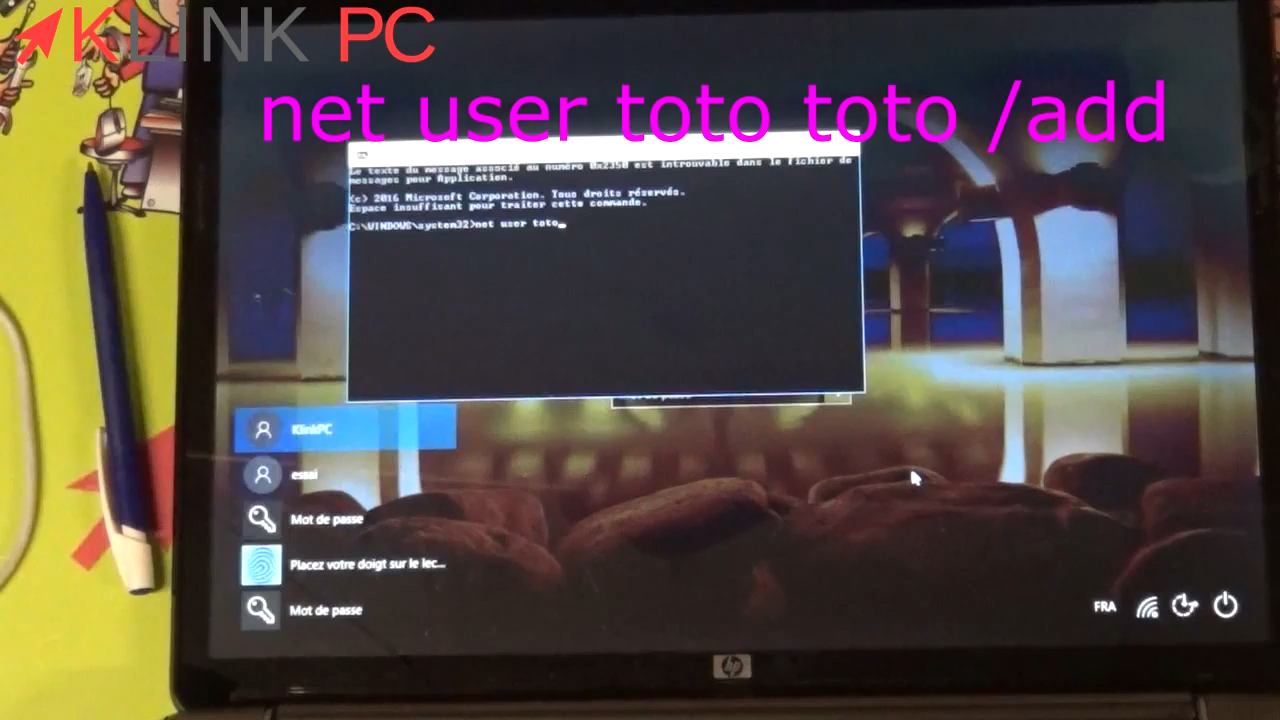 KLINK PC
net user toto toto /add
Le texte du message associé au numéro 0x2350 est introuvable dans le fichier de
messages pour Application.
(c) 2016 Microsoft Corporation. Tous droits réservés.
Espace insuffisant pour traiter cette commande.
C:\WINDOWS\system32>net user toto_
KlinkPC
essai
Mot de passe
Placez votre doigt sur le lec...
Mot de passe
FRA
hp